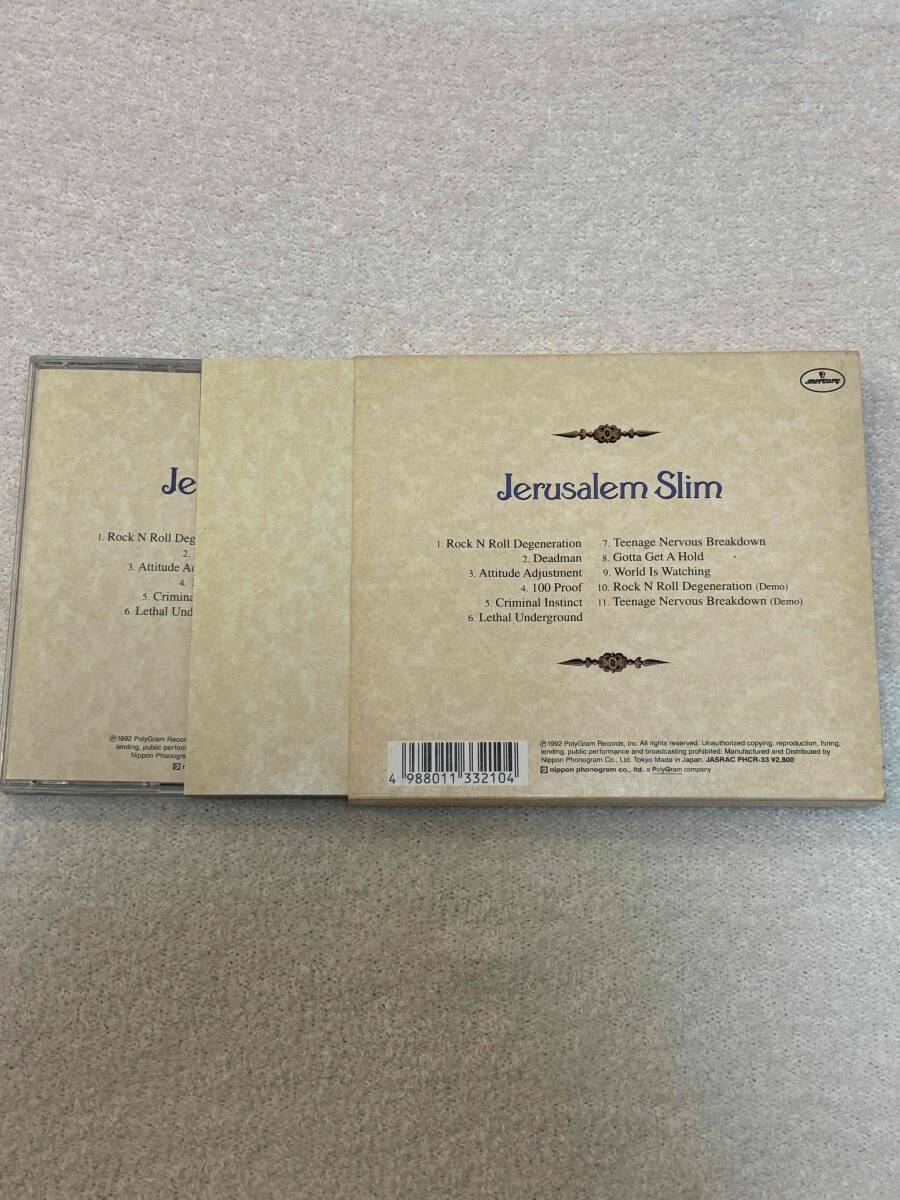 mercury
Jerusalem Slim
1. Rock N Roll Degeneration
2. Deadman
3. Attitude Adjustment
4. 100 Proof
5. Criminal Instinct
6. Lethal Underground
7. Teenage Nervous Breakdown
8. Gotta Get A Hold
9. World Is Watching
10. Rock N Roll Degeneration (Demo)
11. Teenage Nervous Breakdown (Demo)
4 988011 332104
℗1992 PolyGram Records, Inc. All rights reserved. Unauthorized copying, reproduction, hiring,
lending, public performance and broadcasting prohibited. Manufactured and Distributed by
Nippon Phonogram Co., Ltd. Tokyo Made in Japan. JASRAC PHCR-33 ¥2,800
nippon phonogram co., ltd. a PolyGram company
Je
1. Rock N Roll Deg
2.
3. Attitude Ad
4.
5. Crimina
6. Lethal Und
℗1992 PolyGram Reco
lending, public perform
Nippon Phonogra